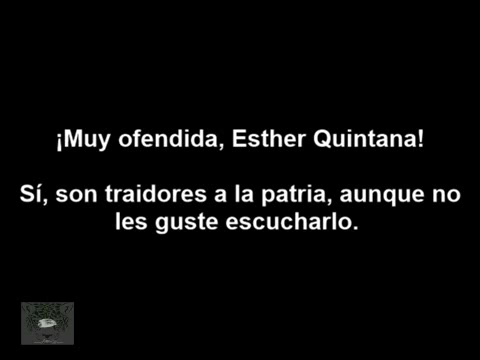 ¡Muy ofendida, Esther Quintana!
Sí, son traidores a la patria, aunque no
les guste escucharlo.